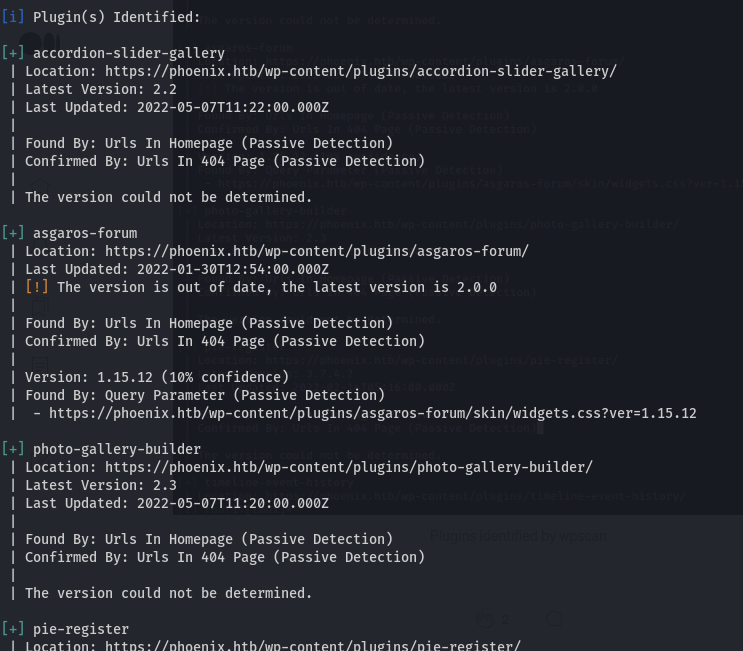 [i] Plugin(s) Identified:

[+] accordion-slider-gallery
 | Location: https://phoenix.htb/wp-content/plugins/accordion-slider-gallery/
 | Latest Version: 2.2
 | Last Updated: 2022-05-07T11:22:00.000Z
 |
 | Found By: Urls In Homepage (Passive Detection)
 | Confirmed By: Urls In 404 Page (Passive Detection)
 |
 | The version could not be determined.

[+] asgaros-forum
 | Location: https://phoenix.htb/wp-content/plugins/asgaros-forum/
 | Last Updated: 2022-01-30T12:54:00.000Z
 | [!] The version is out of date, the latest version is 2.0.0
 |
 | Found By: Urls In Homepage (Passive Detection)
 | Confirmed By: Urls In 404 Page (Passive Detection)
 |
 | Version: 1.15.12 (10% confidence)
 | Found By: Query Parameter (Passive Detection)
 |  - https://phoenix.htb/wp-content/plugins/asgaros-forum/skin/widgets.css?ver=1.15.12

[+] photo-gallery-builder
 | Location: https://phoenix.htb/wp-content/plugins/photo-gallery-builder/
 | Latest Version: 2.3
 | Last Updated: 2022-05-07T11:20:00.000Z
 |
 | Found By: Urls In Homepage (Passive Detection)
 | Confirmed By: Urls In 404 Page (Passive Detection)
 |
 | The version could not be determined.

[+] pie-register
 | Location: https://phoenix.htb/wp-content/plugins/pie-register/
Plugins identified by wpscan